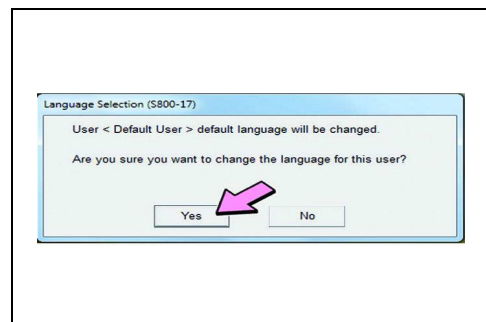 Language Selection (S800-17)
User < Default User > default language will be changed.
Are you sure you want to change the language for this user?
Yes
No